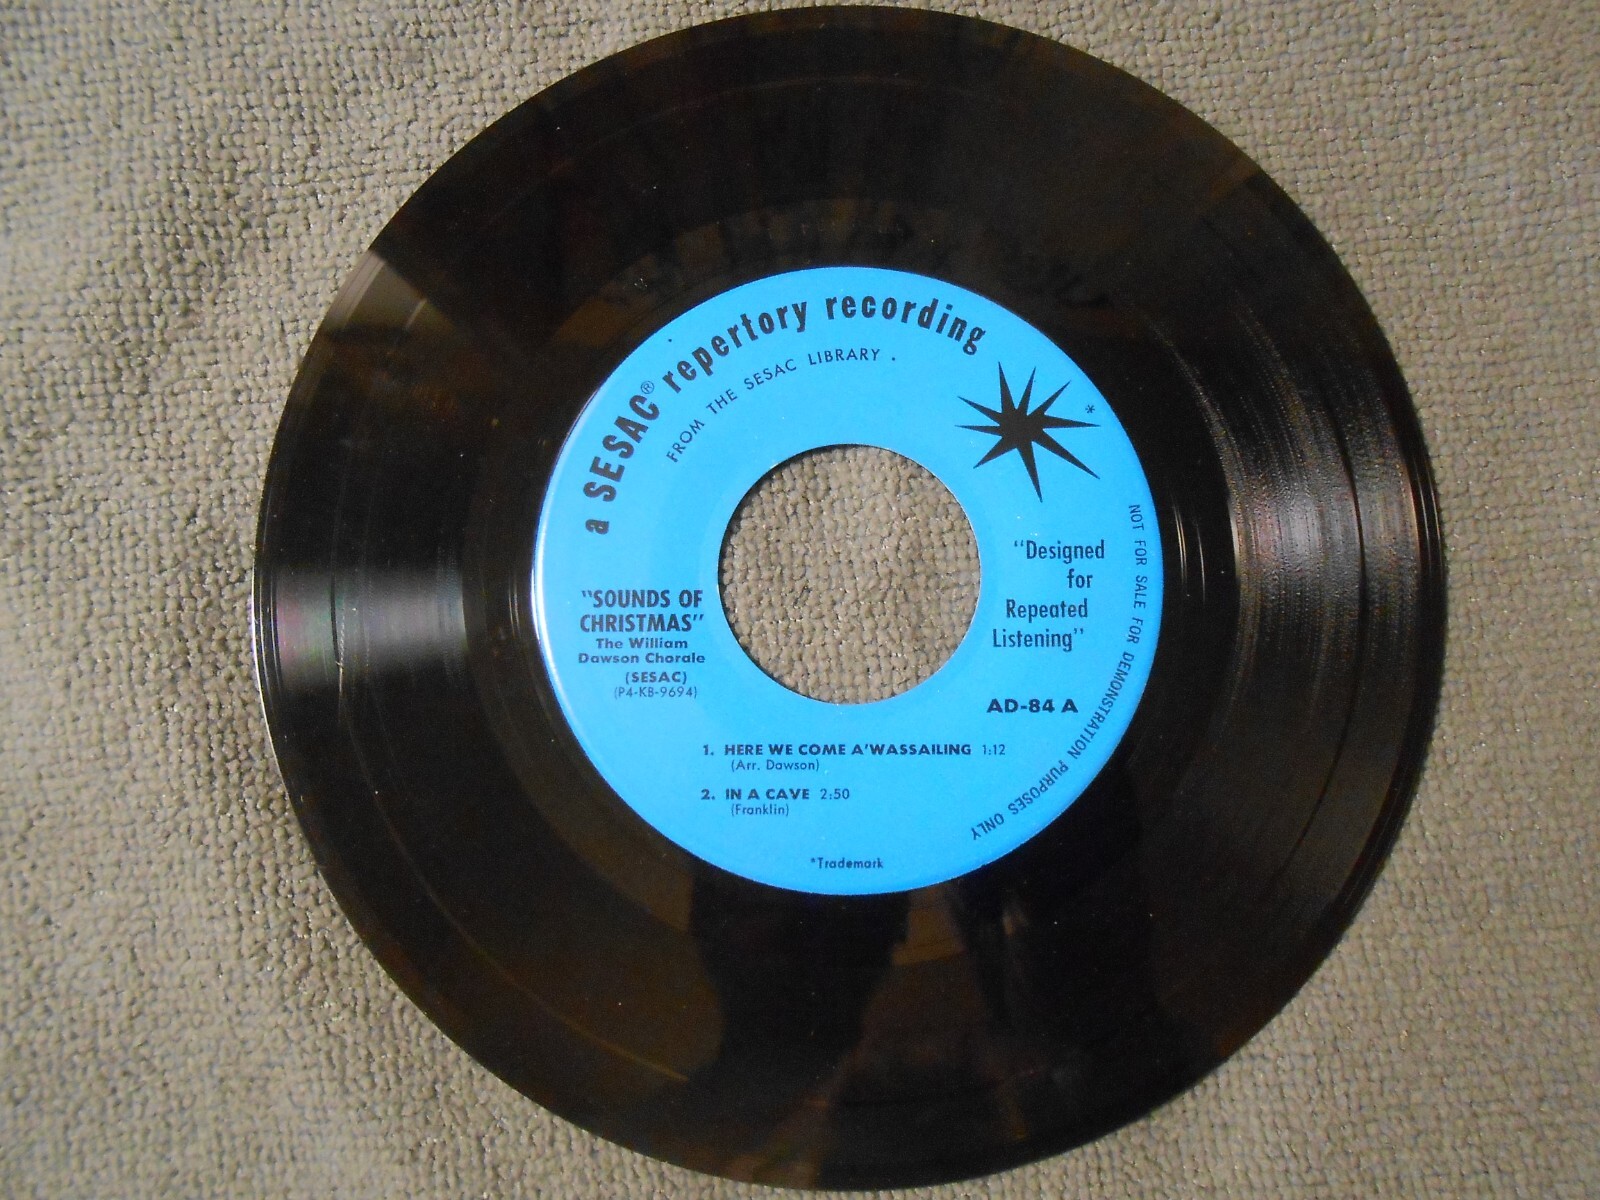 a SESAC® repertory recording
FROM THE SESAC LIBRARY .
*
"Designed
for
Repeated
Listening"
NOT FOR SALE FOR DEMONSTRATION PURPOSES ONLY
"SOUNDS OF
CHRISTMAS"
The William
Dawson Chorale
(SESAC)
(P4-KB-9694)
AD-84 A
1. HERE WE COME A'WASSAILING 1:12
(Arr. Dawson)
2. IN A CAVE 2:50
(Franklin)
*Trademark